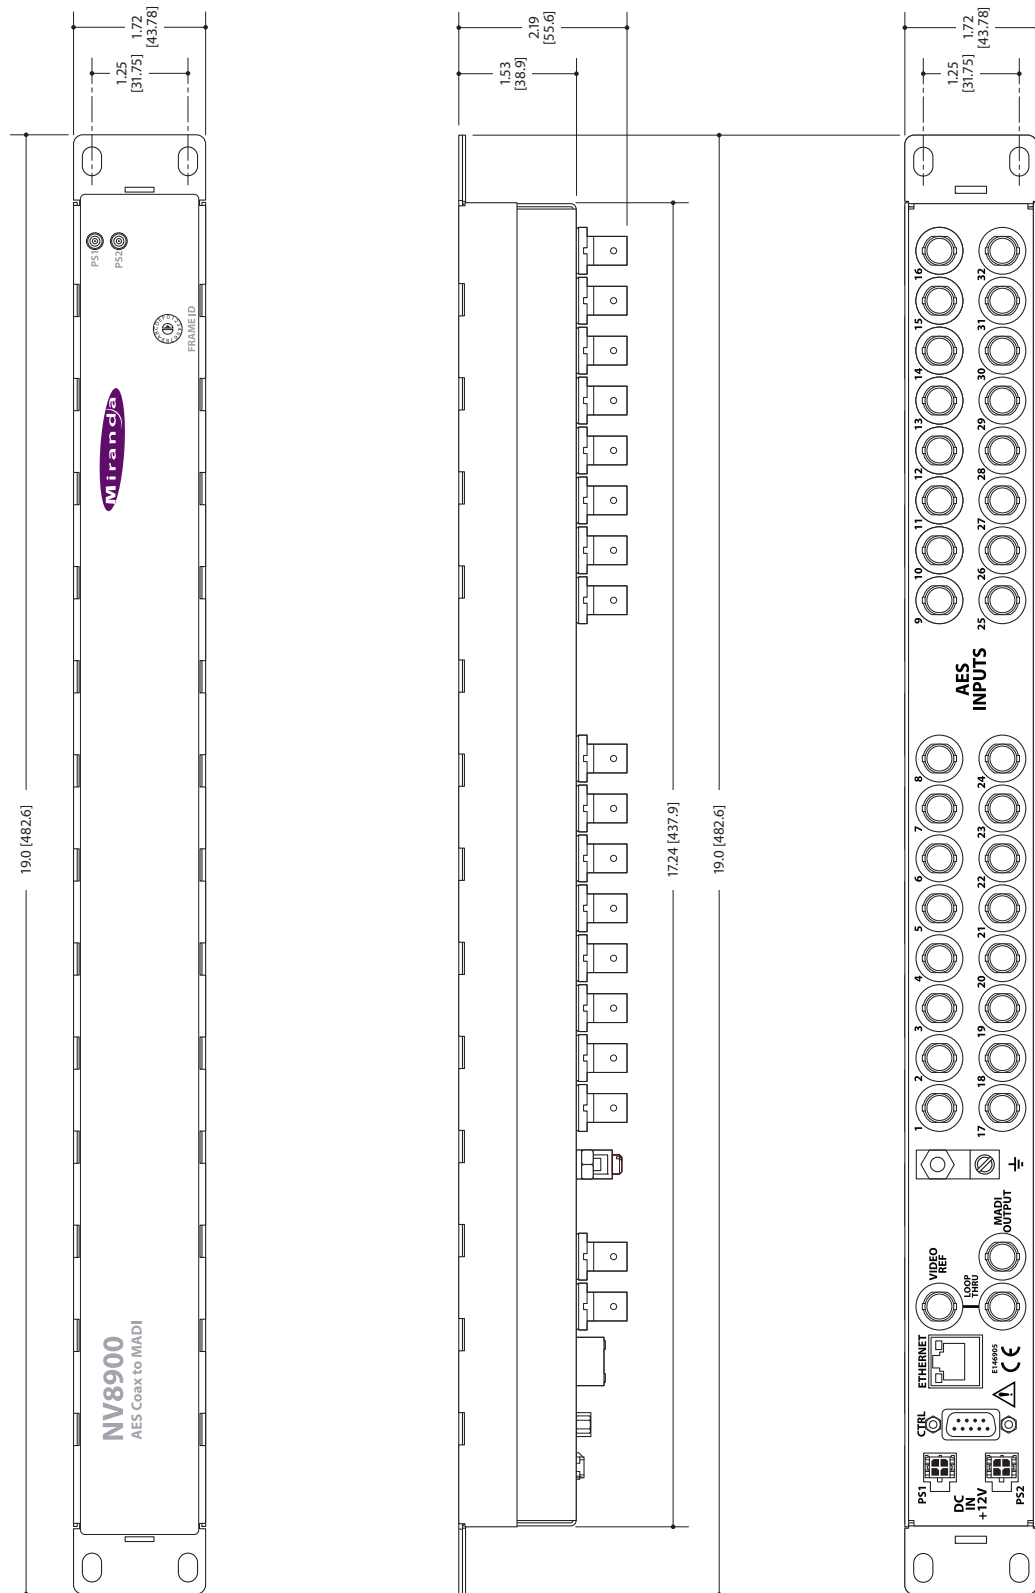 1.72
[43.78]
1.25
[31.75]
19.0 [482.6]
PS1
PS2
FRAME ID
Miranda
NV8900
AES Coax to MADI
2.19
[55.6]
1.53
[38.9]
17.24 [437.9]
19.0 [482.6]
1.72
[43.78]
1.25
[31.75]
PS1
DC
IN
+12V
PS2
CTRL
ETHERNET
E146905
CE
VIDEO
REF
LOOP
THRU
MADI
OUTPUT
1 2 3 4 5 6 7 8
17 18 19 20 21 22 23 24
AES
INPUTS
9 10 11 12 13 14 15 16
25 26 27 28 29 30 31 32